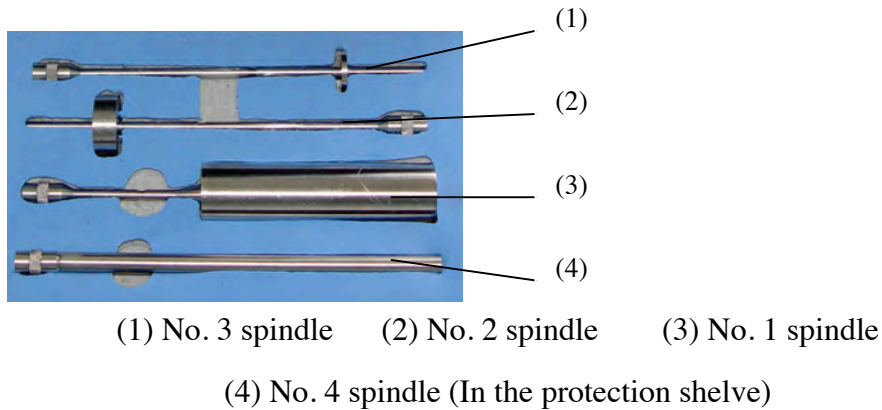 (1)
(2)
(3)
(4)
(1) No. 3 spindle (2) No. 2 spindle (3) No. 1 spindle
(4) No. 4 spindle (In the protection shelve)